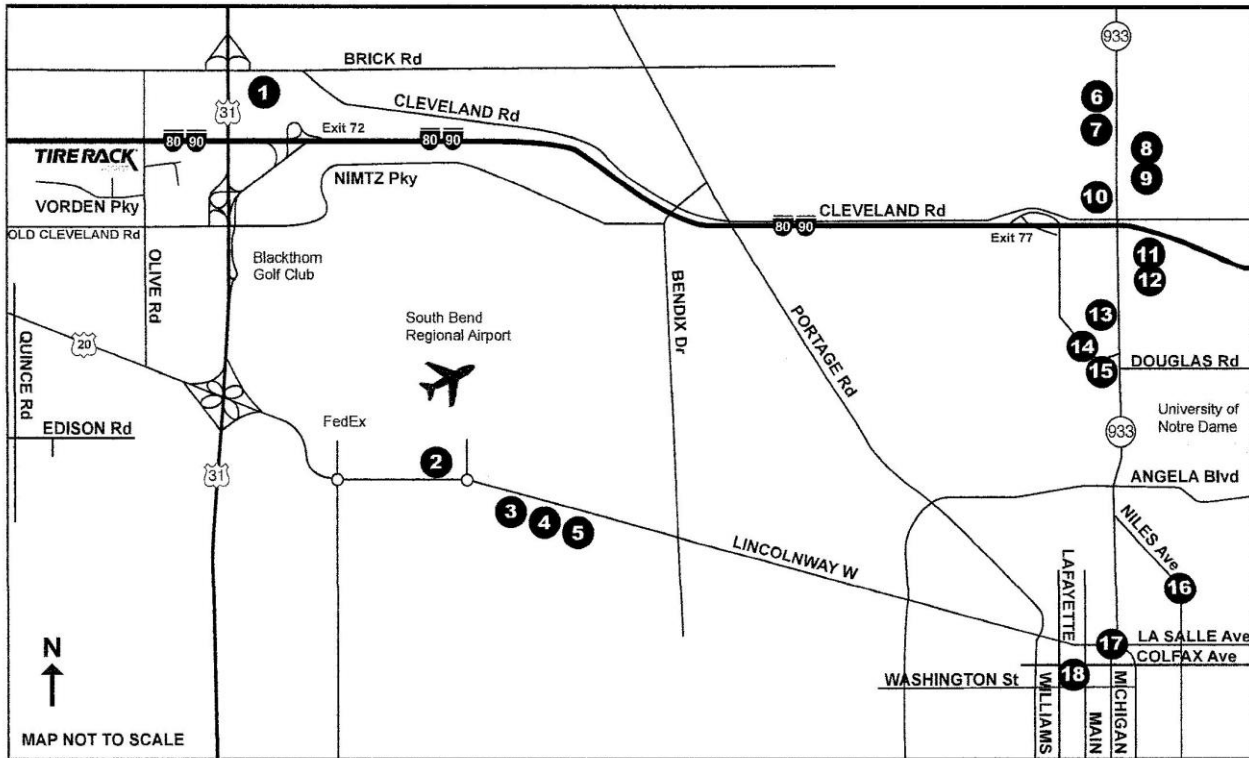 933
BRICK Rd
1
31
CLEVELAND Rd
6
7
Exit 72
80 90
80 90
TIRE RACK
8
9
NIMTZ Pky
10
VORDEN Pky
CLEVELAND Rd
OLD CLEVELAND Rd
80 90
Exit 77
Blackthorn
Golf Club
11
12
OLIVE Rd
BENDIX Dr
PORTAGE Rd
South Bend
Regional Airport
13
20
QUINCE Rd
14
15
DOUGLAS Rd
FedEx
EDISON Rd
University of
Notre Dame
933
2
31
ANGELA Blvd
3
4
5
NILES Ave
LINCOLNWAY W
LAFAYETTE
16
N
17
LA SALLE Ave
COLFAX Ave
WASHINGTON St
18
WILLIAMS
MAIN
MICHIGAN
MAP NOT TO SCALE